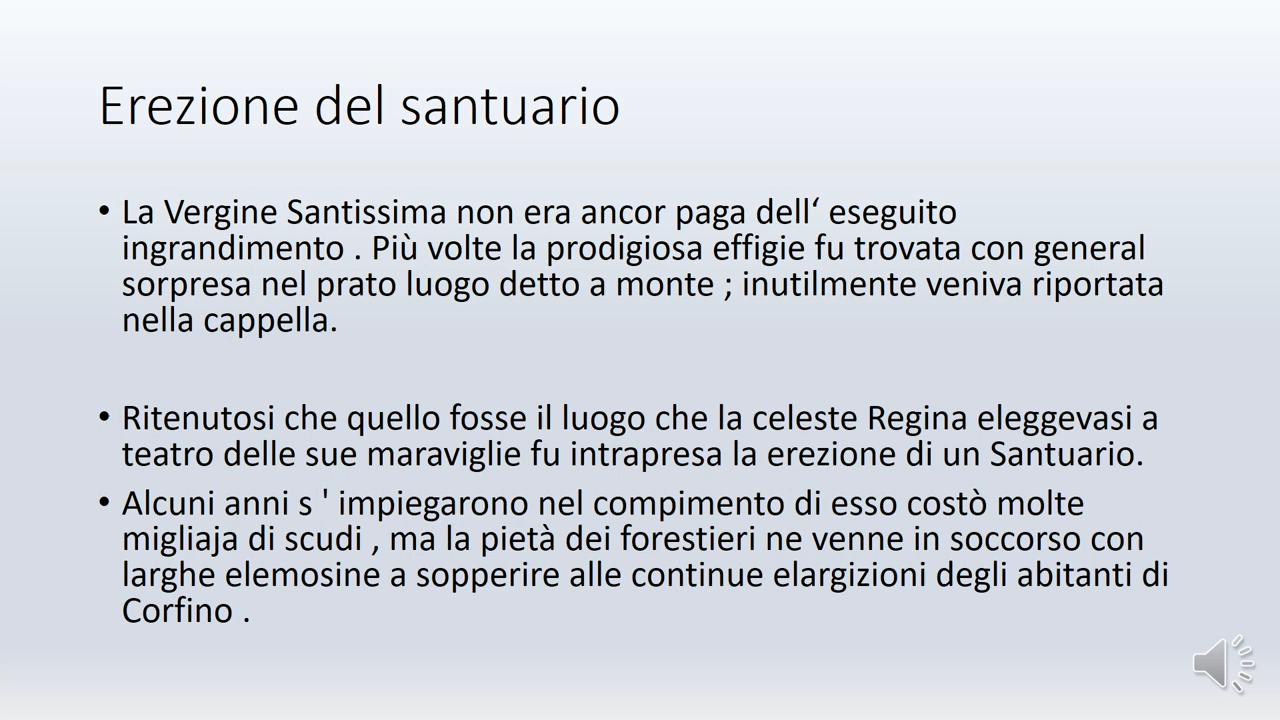 Erezione del santuario
• La Vergine Santissima non era ancor paga dell‘ eseguito
ingrandimento . Più volte la prodigiosa effigie fu trovata con general
sorpresa nel prato luogo detto a monte ; inutilmente veniva riportata
nella cappella.
• Ritenutosi che quello fosse il luogo che la celeste Regina eleggevasi a
teatro delle sue maraviglie fu intrapresa la erezione di un Santuario.
• Alcuni anni s ' impiegarono nel compimento di esso costò molte
migliaja di scudi , ma la pietà dei forestieri ne venne in soccorso con
larghe elemosine a sopperire alle continue elargizioni degli abitanti di
Corfino .